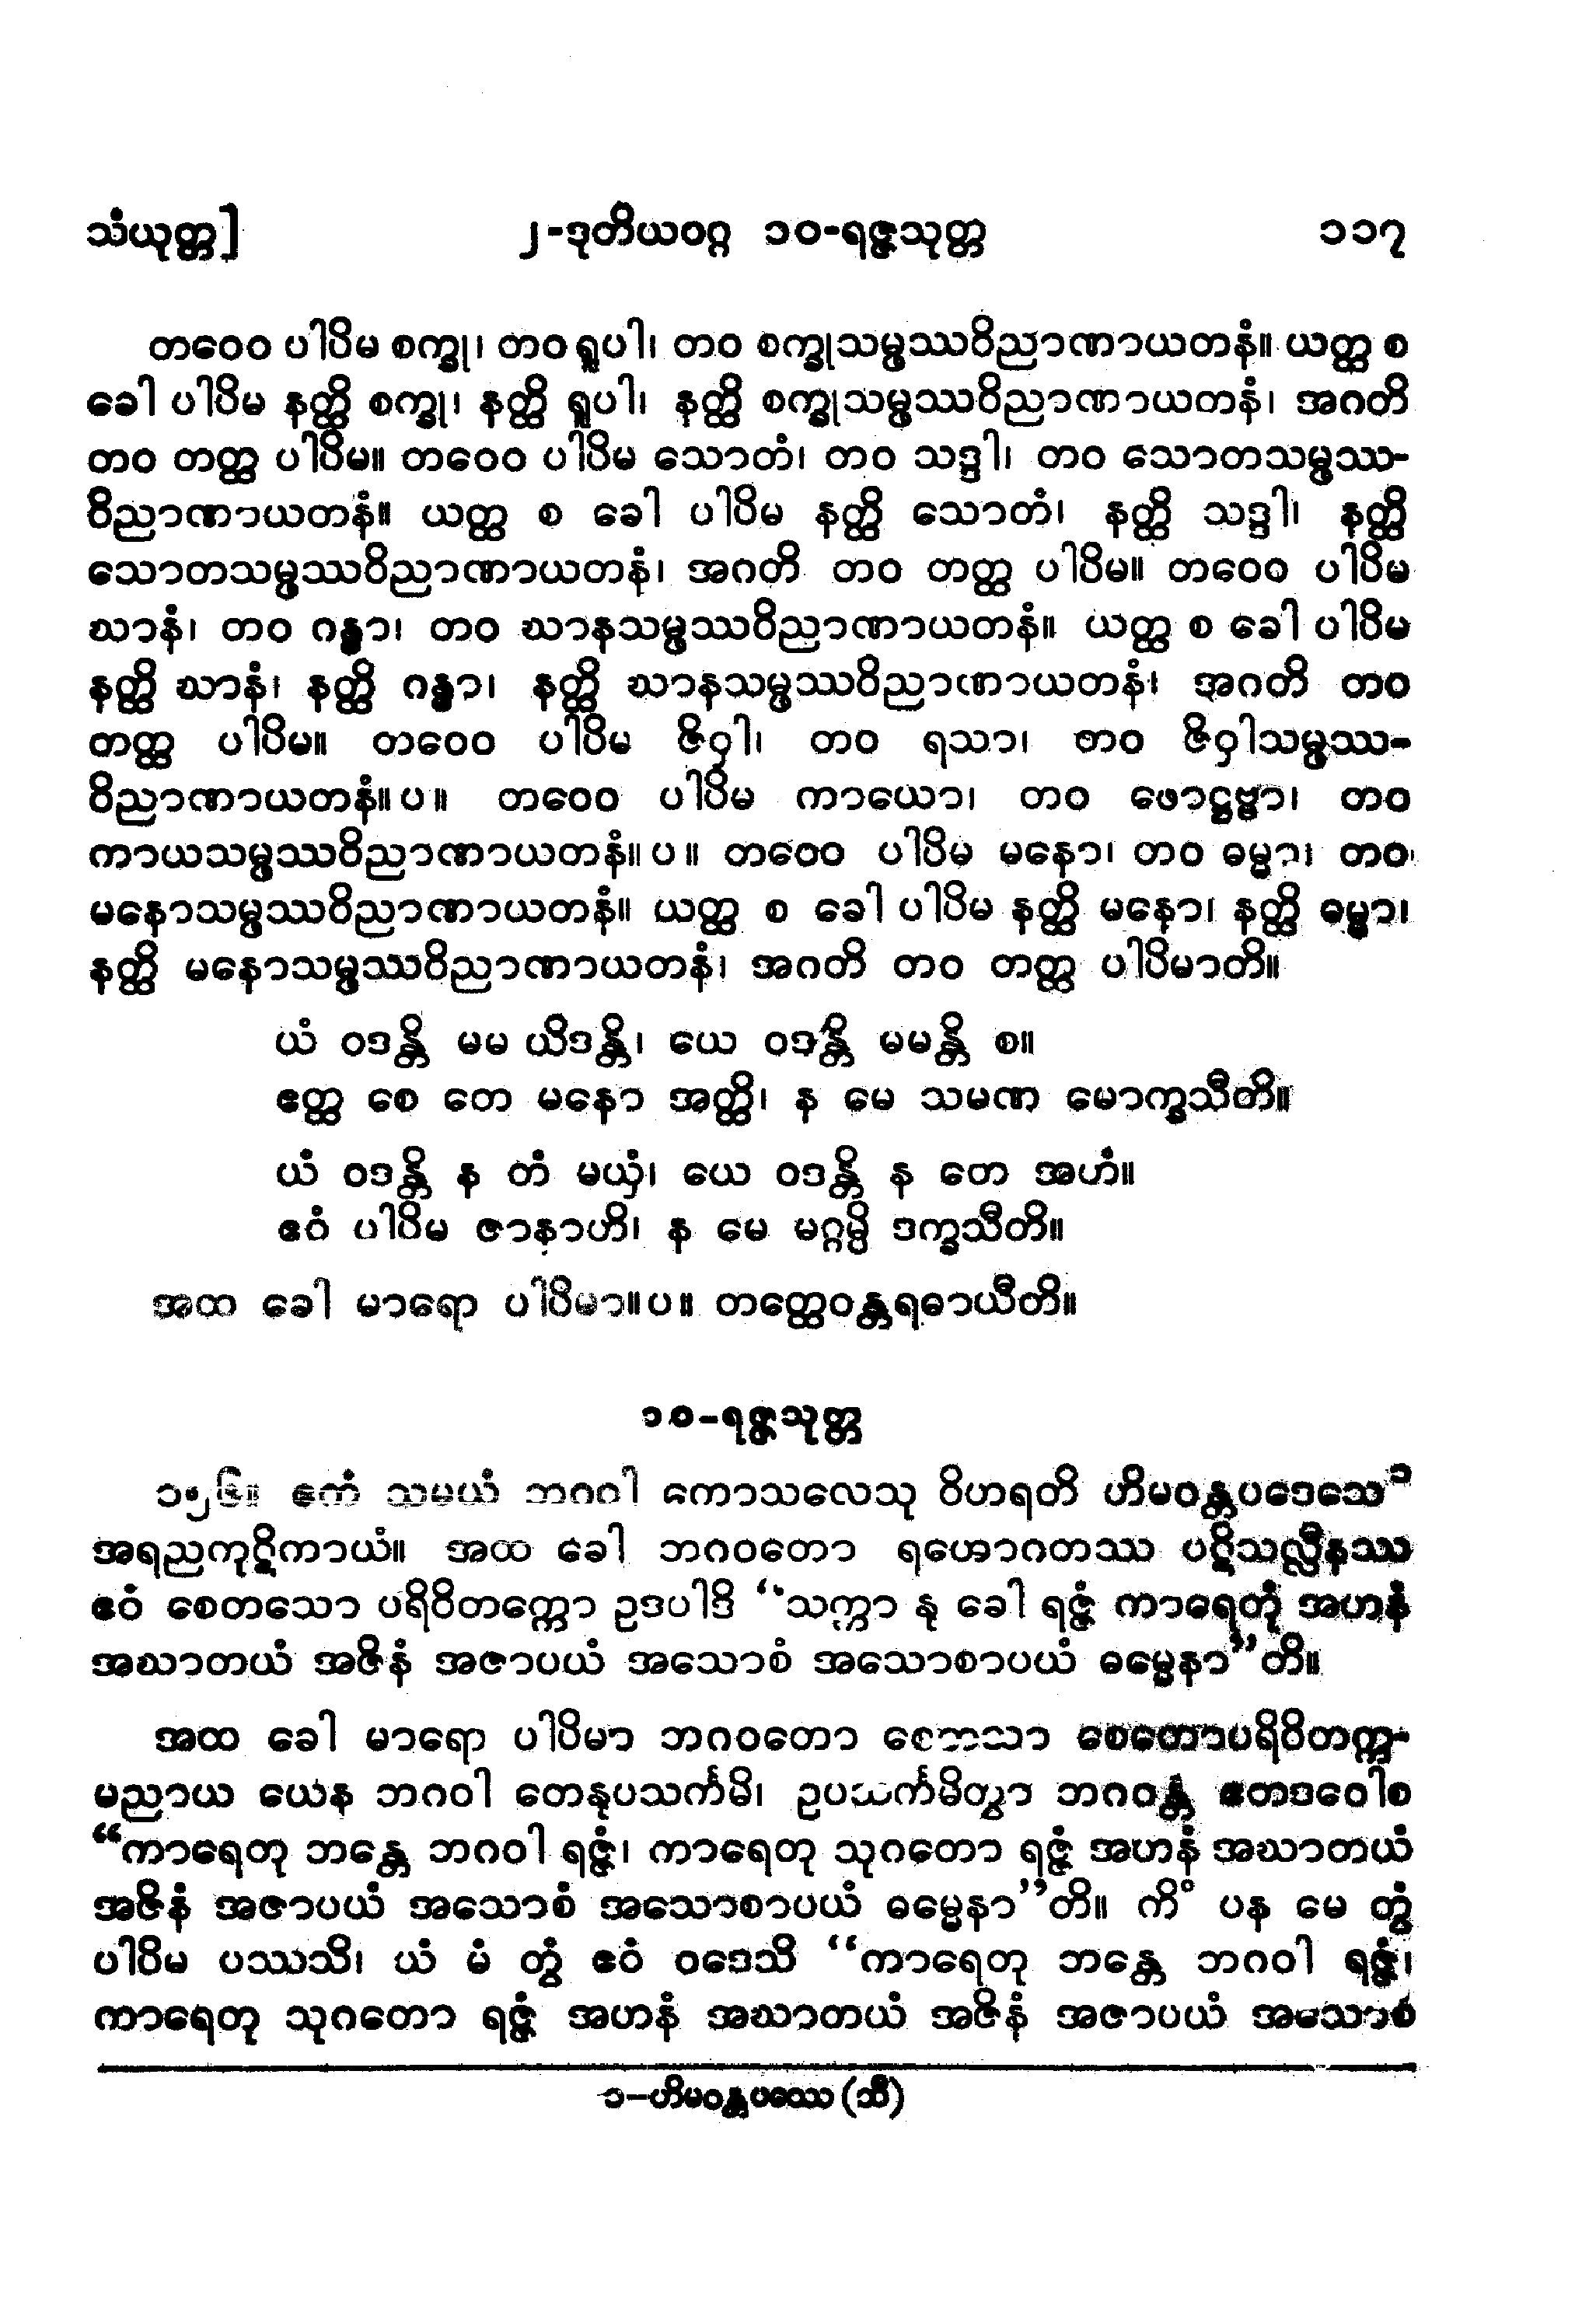 သံယုတ္တ] ၂-ဒုတိယဝဂ္ဂ ၁၀-ရဇ္ဇသုတ္တ ၁၁၇
တဝေဝ ပါပိမ စက္ခု၊ တဝ ရူပါ၊ တဝ စက္ခုသမ္ဖဿဝိညာဏာယတနံ။ ယတ္ထ စ
ခေါ ပါပိမ နတ္ထိ စက္ခု၊ နတ္ထိ ရူပါ၊ နတ္ထိ စက္ခုသမ္ဖဿဝိညာဏာယတနံ၊ အဂတိ
တဝ တတ္ထ ပါပိမ။ တဝေဝ ပါပိမ သောတံ၊ တဝ သဒ္ဒါ၊ တဝ သောတသမ္ဖဿ-
ဝိညာဏာယတနံ။ ယတ္ထ စ ခေါ ပါပိမ နတ္ထိ သောတံ၊ နတ္ထိ သဒ္ဒါ၊ နတ္ထိ
သောတသမ္ဖဿဝိညာဏာယတနံ၊ အဂတိ တဝ တတ္ထ ပါပိမ။ တဝေဝ ပါပိမ
ဃာနံ၊ တဝ ဂန္ဓာ၊ တဝ ဃာနသမ္ဖဿဝိညာဏာယတနံ။ ယတ္ထ စ ခေါ ပါပိမ
နတ္ထိ ဃာနံ၊ နတ္ထိ ဂန္ဓာ၊ နတ္ထိ ဃာနသမ္ဖဿဝိညာဏာယတနံ၊ အဂတိ တဝ
တတ္ထ ပါပိမ။ တဝေဝ ပါပိမ ဇိဝှါ၊ တဝ ရသာ၊ တဝ ဇိဝှါသမ္ဖဿ-
ဝိညာဏာယတနံ။ပ။ တဝေဝ ပါပိမ ကာယော၊ တဝ ဖောဋ္ဌဗ္ဗာ၊ တဝ
ကာယသမ္ဖဿဝိညာဏာယတနံ။ပ။ တဝေဝ ပါပိမ မနော၊ တဝ ဓမ္မာ၊ တဝ
မနောသမ္ဖဿဝိညာဏာယတနံ။ ယတ္ထ စ ခေါ ပါပိမ နတ္ထိ မနော၊ နတ္ထိ ဓမ္မာ၊
နတ္ထိ မနောသမ္ဖဿဝိညာဏာယတနံ၊ အဂတိ တဝ တတ္ထ ပါပိမာတိ။
ယံ ဝဒန္တိ မမ ယိဒန္တိ၊ ယေ ဝဒန္တိ မမန္တိ စ။
ဧတ္ထ စေ တေ မနော အတ္ထိ၊ န မေ သမဏ မောက္ခသီတိ။
ယံ ဝဒန္တိ န တံ မယှံ၊ ယေ ဝဒန္တိ န တေ အဟံ။
ဧဝံ ပါပိမ ဇာနာဟိ၊ န မေ မဂ္ဂမ္ပိ ဒက္ခသီတိ။
အထ ခေါ မာရော ပါပိမာ။ပ။ တတ္ထေဝန္တရဓာယီတိ။
၁၀-ရဇ္ဇသုတ္တ
၁၅၆။ ဧကံ သမယံ ဘဂဝါ ကောသလေသု ဝိဟရတိ ဟိမဝန္တပဒေသေ ၁
အရညကုဋိကာယံ။ အထ ခေါ ဘဂဝတော ရဟောဂတဿ ပဋိသလ္လီနဿ
ဧဝံ စေတသော ပရိဝိတက္ကော ဥဒပါဒိ “သက္ကာ နု ခေါ ရဇ္ဇံ ကာရေတုံ အဟနံ
အဃာတယံ အဇိနံ အဇာပယံ အသောစံ အသောစာပယံ ဓမ္မေနာ”တိ။
အထ ခေါ မာရော ပါပိမာ ဘဂဝတော စေတသာ စေတောပရိဝိတက္က-
မညာယ ယေန ဘဂဝါ တေနုပသင်္ကမိ၊ ဥပသင်္ကမိတွာ ဘဂဝန္တံ ဧတဒဝေါစ
“ကာရေတု ဘန္တေ ဘဂဝါ ရဇ္ဇံ၊ ကာရေတု သုဂတော ရဇ္ဇံ အဟနံ အဃာတယံ
အဇိနံ အဇာပယံ အသောစံ အသောစာပယံ ဓမ္မေနာ”တိ။ ကိံ ပန မေ တွံ
ပါပိမ ပဿသိ၊ ယံ မံ တွံ ဧဝံ ဝဒေသိ “ကာရေတု ဘန္တေ ဘဂဝါ ရဇ္ဇံ၊
ကာရေတု သုဂတော ရဇ္ဇံ အဟနံ အဃာတယံ အဇိနံ အဇာပယံ အသောစံ
၁-ဟိမဝန္တပဿေ (သီ)